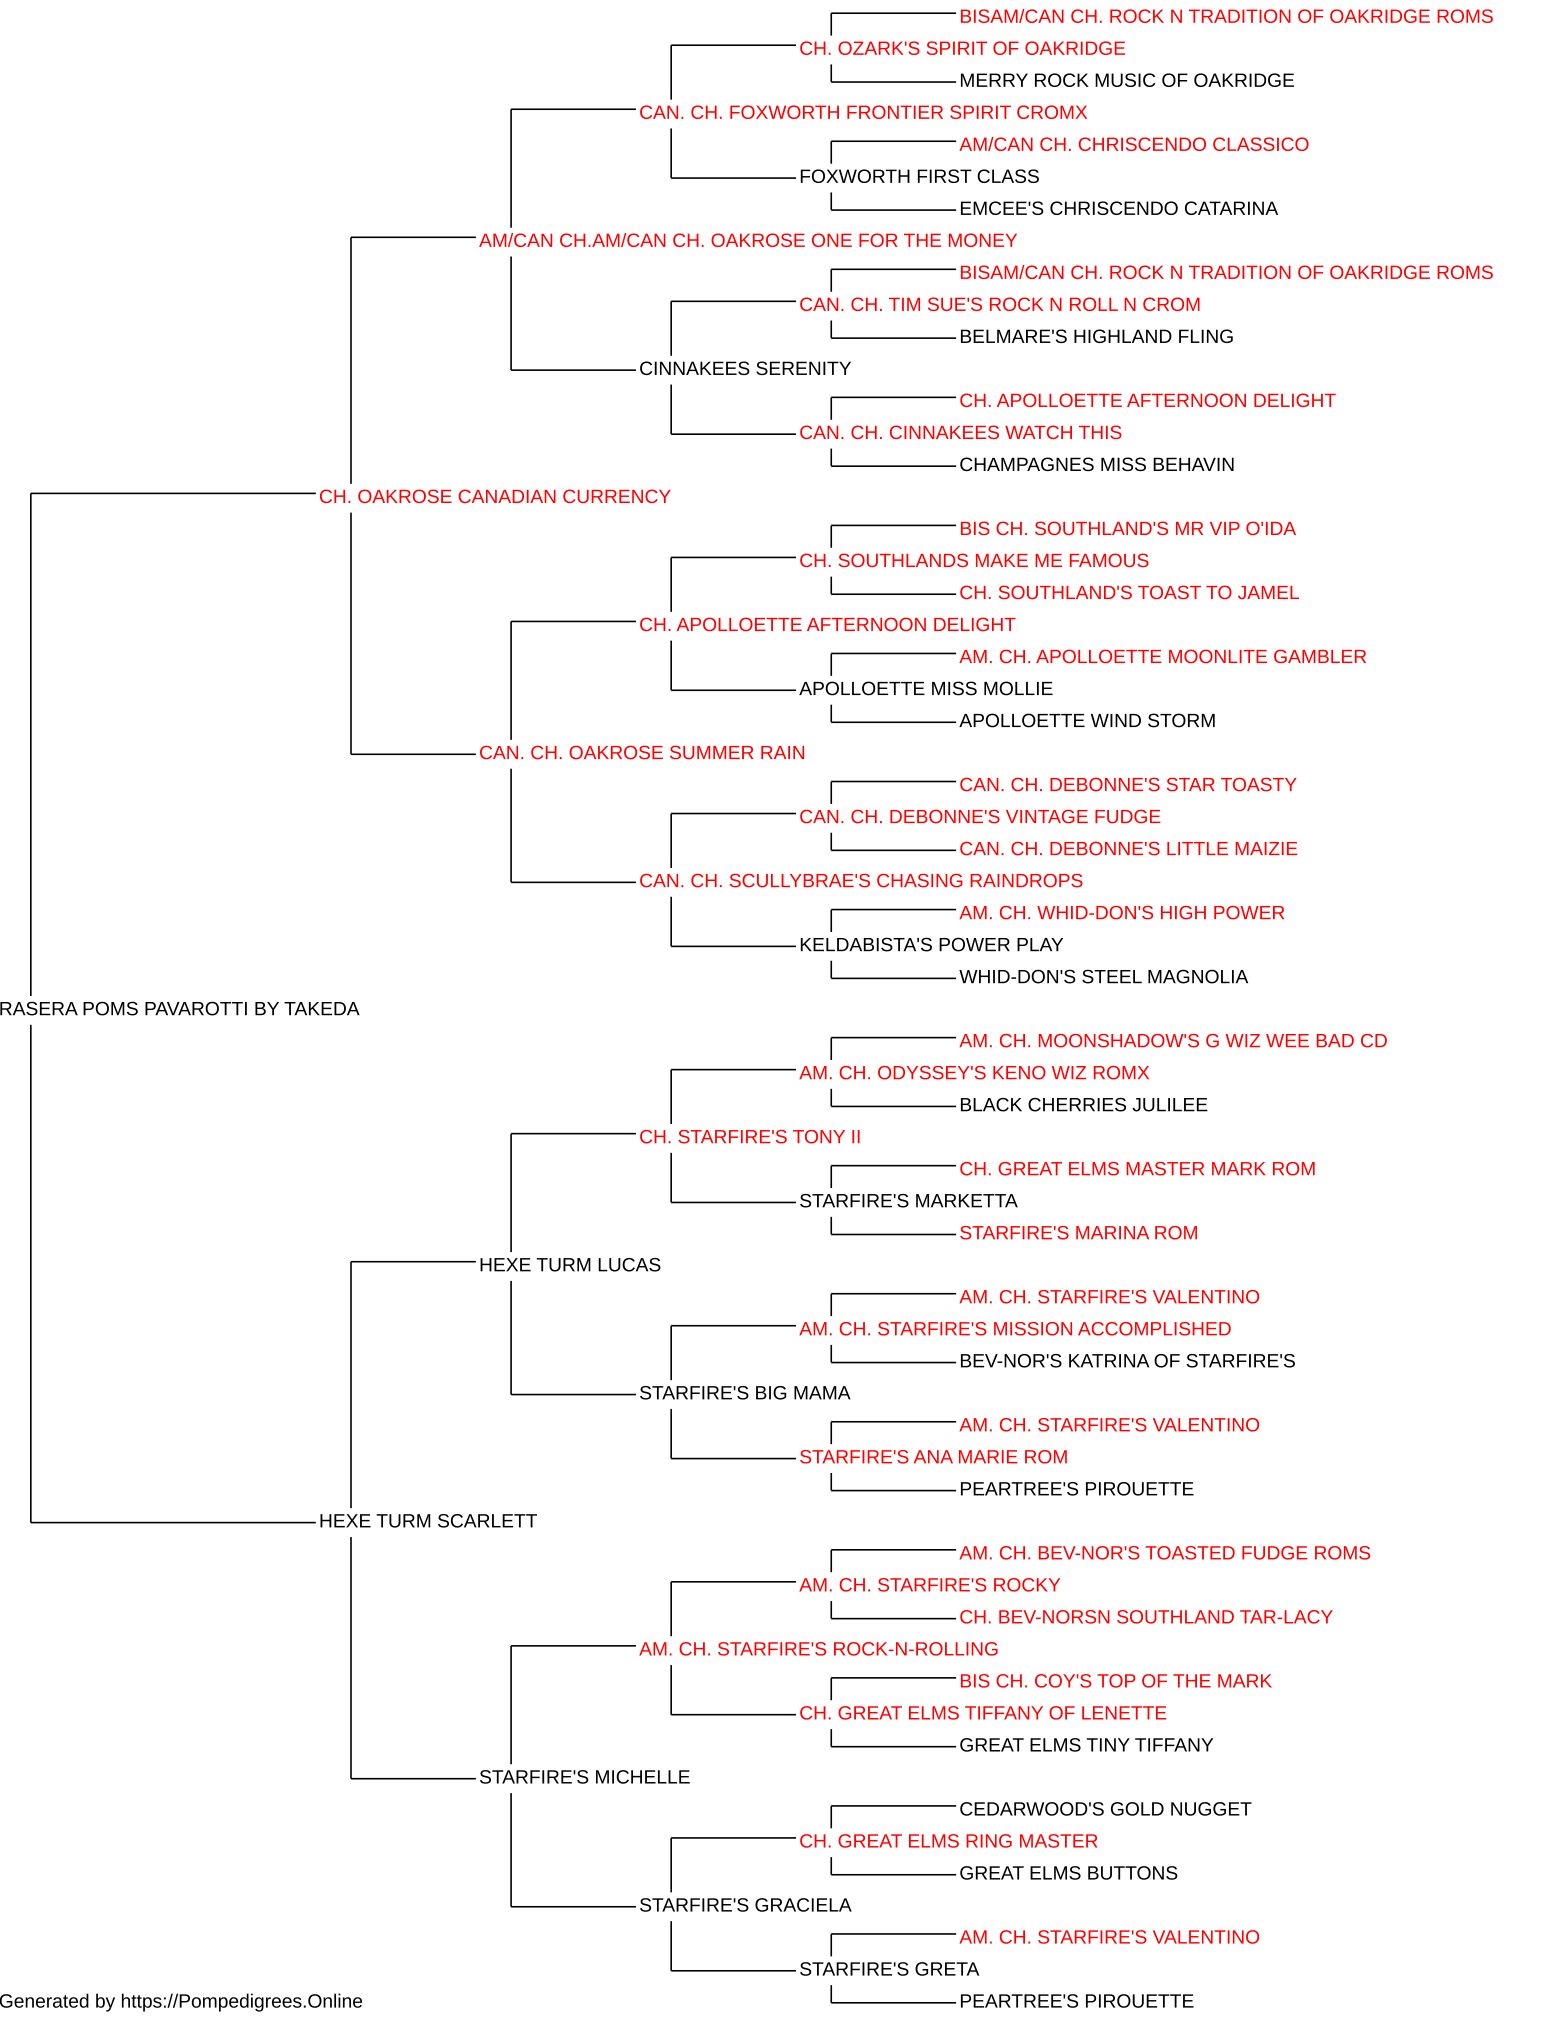 BISAM/CAN CH. ROCK N TRADITION OF OAKRIDGE ROMS
CH. OZARK'S SPIRIT OF OAKRIDGE
MERRY ROCK MUSIC OF OAKRIDGE
CAN. CH. FOXWORTH FRONTIER SPIRIT CROMX
AM/CAN CH. CHRISCENDO CLASSICO
FOXWORTH FIRST CLASS
EMCEE'S CHRISCENDO CATARINA
AM/CAN CH.AM/CAN CH. OAKROSE ONE FOR THE MONEY
BISAM/CAN CH. ROCK N TRADITION OF OAKRIDGE ROMS
CAN. CH. TIM SUE'S ROCK N ROLL N CROM
BELMARE'S HIGHLAND FLING
CINNAKEES SERENITY
CH. APOLLOETTE AFTERNOON DELIGHT
CAN. CH. CINNAKEES WATCH THIS
CHAMPAGNES MISS BEHAVIN
CH. OAKROSE CANADIAN CURRENCY
BIS CH. SOUTHLAND'S MR VIP O'IDA
CH. SOUTHLANDS MAKE ME FAMOUS
CH. SOUTHLAND'S TOAST TO JAMEL
CH. APOLLOETTE AFTERNOON DELIGHT
AM. CH. APOLLOETTE MOONLITE GAMBLER
APOLLOETTE MISS MOLLIE
APOLLOETTE WIND STORM
CAN. CH. OAKROSE SUMMER RAIN
CAN. CH. DEBONNE'S STAR TOASTY
CAN. CH. DEBONNE'S VINTAGE FUDGE
CAN. CH. DEBONNE'S LITTLE MAIZIE
CAN. CH. SCULLYBRAE'S CHASING RAINDROPS
AM. CH. WHID-DON'S HIGH POWER
KELDABISTA'S POWER PLAY
WHID-DON'S STEEL MAGNOLIA
RASERA POMS PAVAROTTI BY TAKEDA
AM. CH. MOONSHADOW'S G WIZ WEE BAD CD
AM. CH. ODYSSEY'S KENO WIZ ROMX
BLACK CHERRIES JULILEE
CH. STARFIRE'S TONY II
CH. GREAT ELMS MASTER MARK ROM
STARFIRE'S MARKETTA
STARFIRE'S MARINA ROM
HEXE TURM LUCAS
AM. CH. STARFIRE'S VALENTINO
AM. CH. STARFIRE'S MISSION ACCOMPLISHED
BEV-NOR'S KATRINA OF STARFIRE'S
STARFIRE'S BIG MAMA
AM. CH. STARFIRE'S VALENTINO
STARFIRE'S ANA MARIE ROM
PEARTREE'S PIROUETTE
HEXE TURM SCARLETT
AM. CH. BEV-NOR'S TOASTED FUDGE ROMS
AM. CH. STARFIRE'S ROCKY
CH. BEV-NORSN SOUTHLAND TAR-LACY
AM. CH. STARFIRE'S ROCK-N-ROLLING
BIS CH. COY'S TOP OF THE MARK
CH. GREAT ELMS TIFFANY OF LENETTE
GREAT ELMS TINY TIFFANY
STARFIRE'S MICHELLE
CEDARWOOD'S GOLD NUGGET
CH. GREAT ELMS RING MASTER
GREAT ELMS BUTTONS
STARFIRE'S GRACIELA
AM. CH. STARFIRE'S VALENTINO
STARFIRE'S GRETA
PEARTREE'S PIROUETTE
Generated by https://Pompedigrees.Online